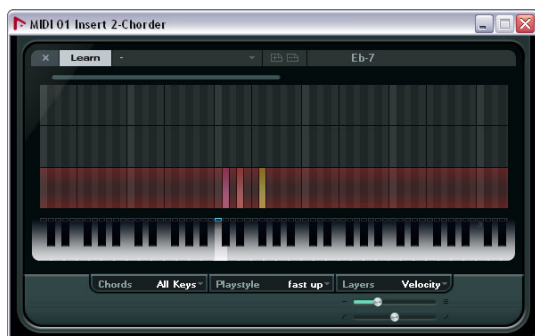 MIDI 01 Insert 2-Chorder
Learn - Eb-7
Chords All Keys Playstyle fast up Layers Velocity